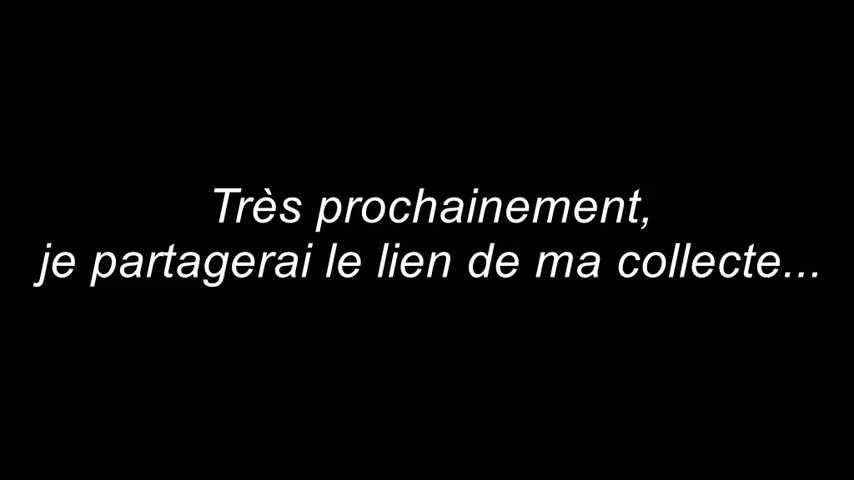 Très prochainement,
je partagerai le lien de ma collecte...